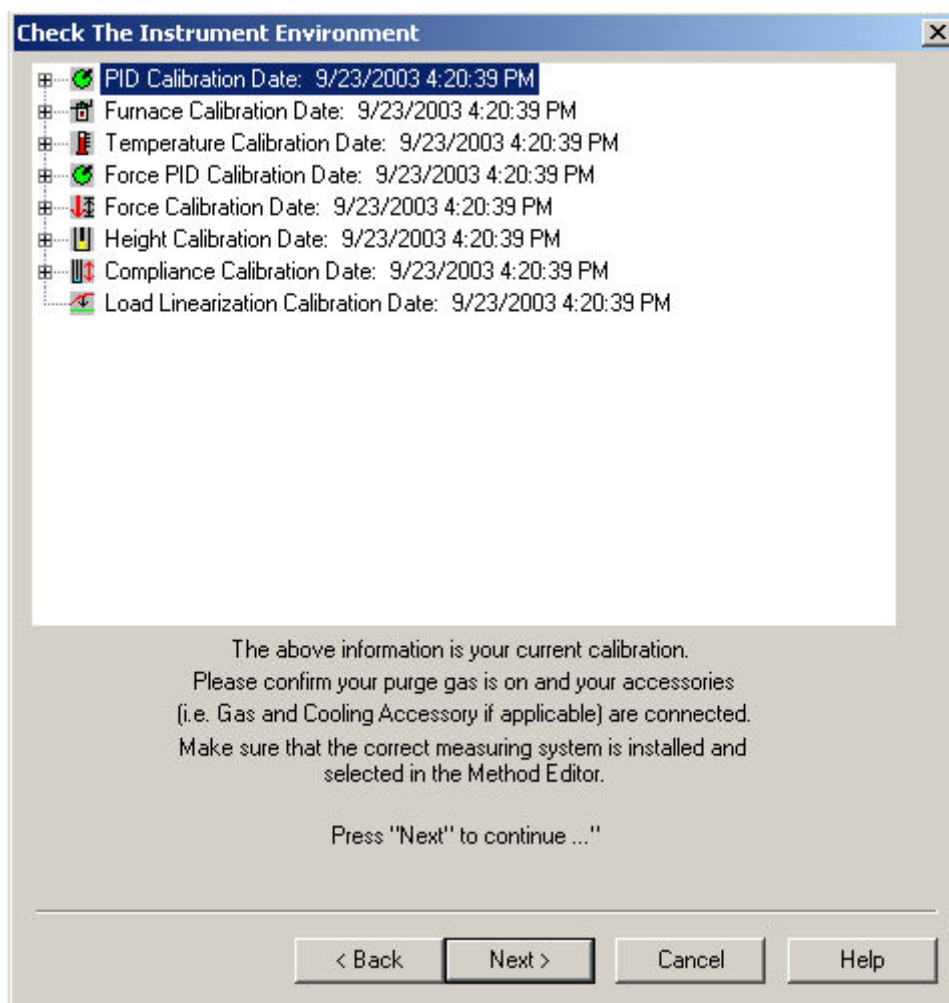 Check The Instrument Environment
PID Calibration Date: 9/23/2003 4:20:39 PM
Furnace Calibration Date: 9/23/2003 4:20:39 PM
Temperature Calibration Date: 9/23/2003 4:20:39 PM
Force PID Calibration Date: 9/23/2003 4:20:39 PM
Force Calibration Date: 9/23/2003 4:20:39 PM
Height Calibration Date: 9/23/2003 4:20:39 PM
Compliance Calibration Date: 9/23/2003 4:20:39 PM
Load Linearization Calibration Date: 9/23/2003 4:20:39 PM
The above information is your current calibration.
Please confirm your purge gas is on and your accessories
(i.e. Gas and Cooling Accessory if applicable) are connected.
Make sure that the correct measuring system is installed and
selected in the Method Editor.
Press "Next" to continue ..."
< Back
Next >
Cancel
Help